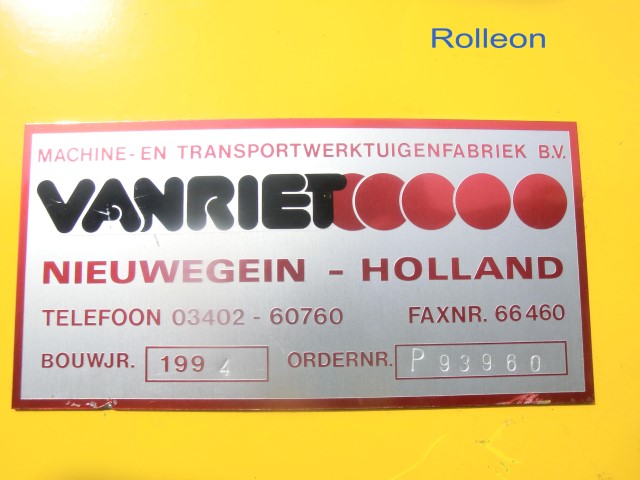 Rolleon
MACHINE- EN TRANSPORTWERKTUIGENFABRIEK B.V.
VANRIET
NIEUWEGEIN - HOLLAND
TELEFOON 03402 - 60760 FAXNR. 66460
BOUWJR. 1994 ORDERNR. P93960